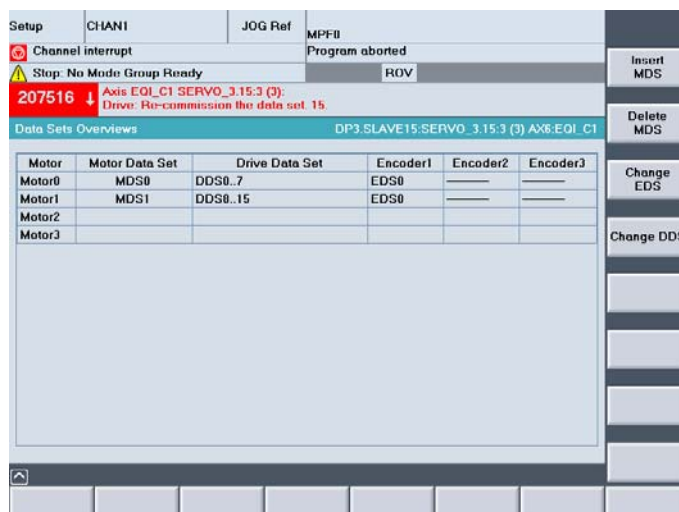 Setup CHAN1 JOG Ref MPF0
Channel interrupt Program aborted
Stop: No Mode Group Ready ROV
207516 ↓ Axis EQI_C1 SERVO_3.15:3 (3):
Drive: Re-commission the data set. 15.
Data Sets Overviews DP3.SLAVE15:SERVO_3.15:3 (3) AX6:EQI_C1
Motor Motor Data Set Drive Data Set Encoder1 Encoder2 Encoder3
Motor0 MDS0 DDS0..7 EDS0 ——— ———
Motor1 MDS1 DDS8..15 EDS0 ——— ———
Motor2
Motor3
Insert
MDS
Delete
MDS
Change
EDS
Change DDS